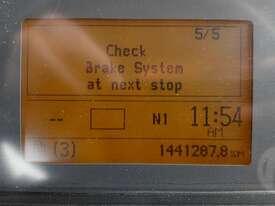 5/5
Check
Brake System
at next stop
-- N1 11:54
AM
(3) 1441287.8